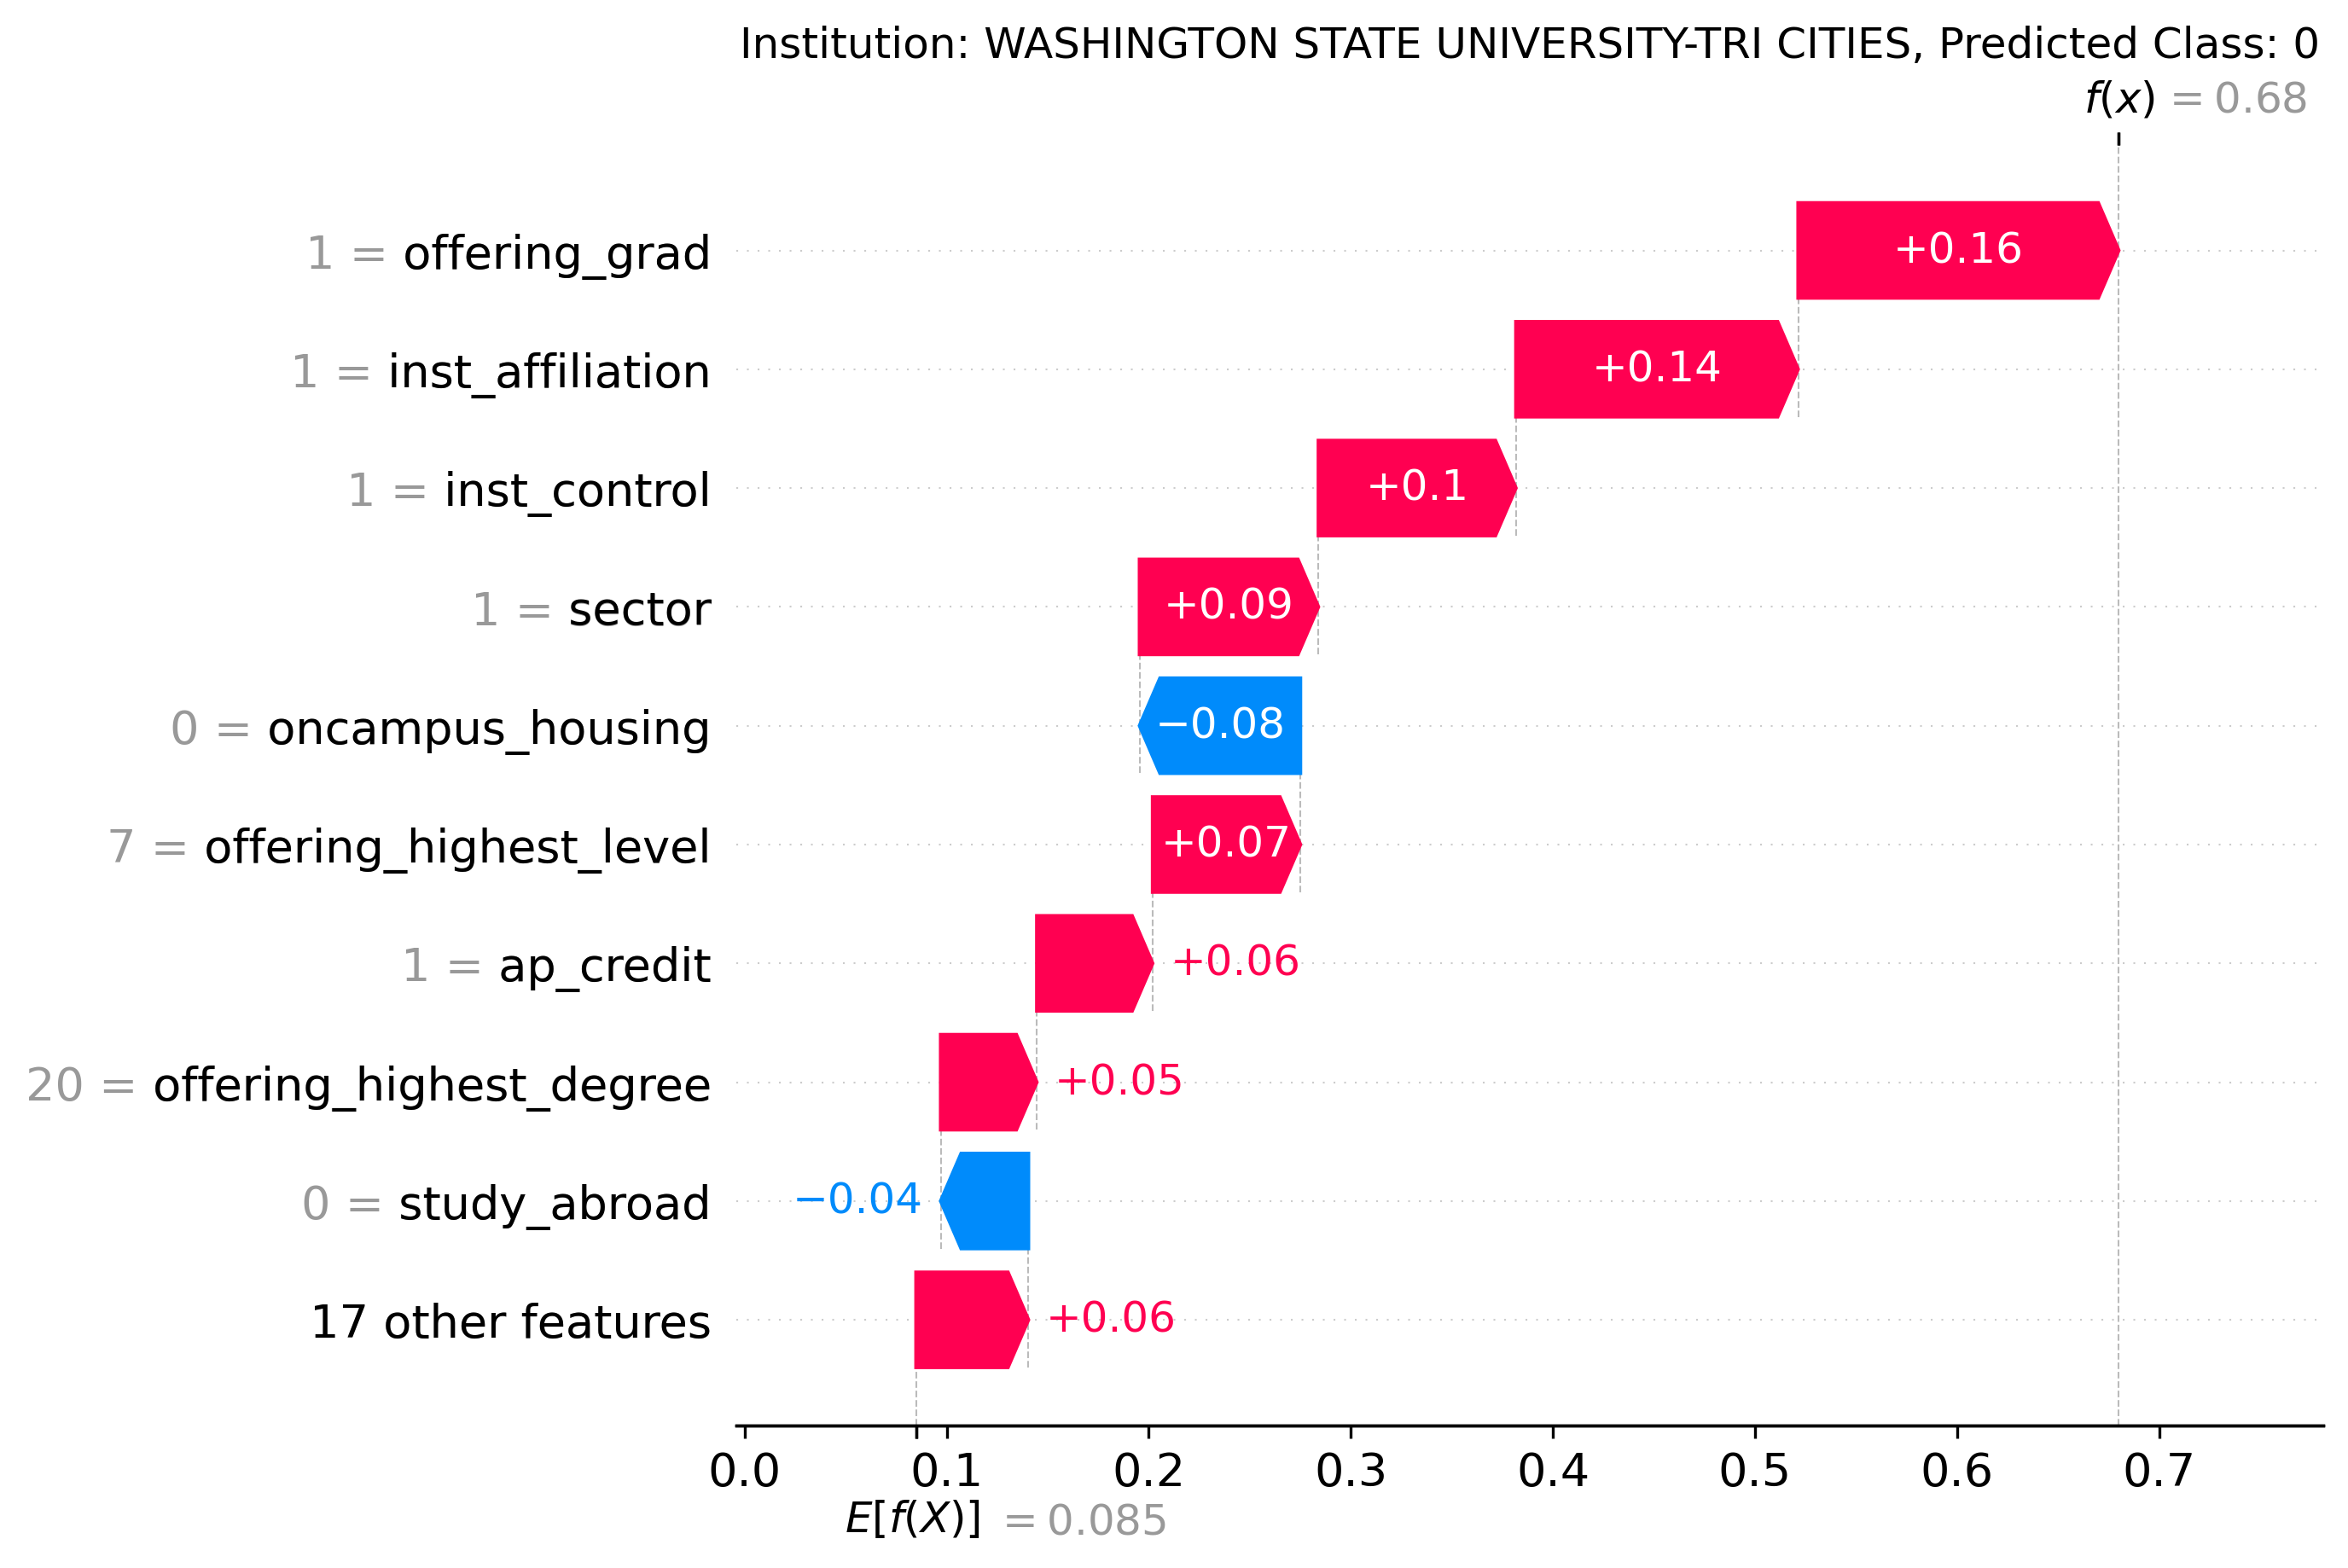 Institution: WASHINGTON STATE UNIVERSITY-TRI CITIES, Predicted Class: 0
f(x) = 0.68
1 = offering_grad +0.16
1 = inst_affiliation +0.14
1 = inst_control +0.1
1 = sector +0.09
0 = oncampus_housing −0.08
7 = offering_highest_level +0.07
1 = ap_credit +0.06
20 = offering_highest_degree +0.05
0 = study_abroad −0.04
17 other features +0.06
0.0 0.1 0.2 0.3 0.4 0.5 0.6 0.7
E[f(X)] = 0.085